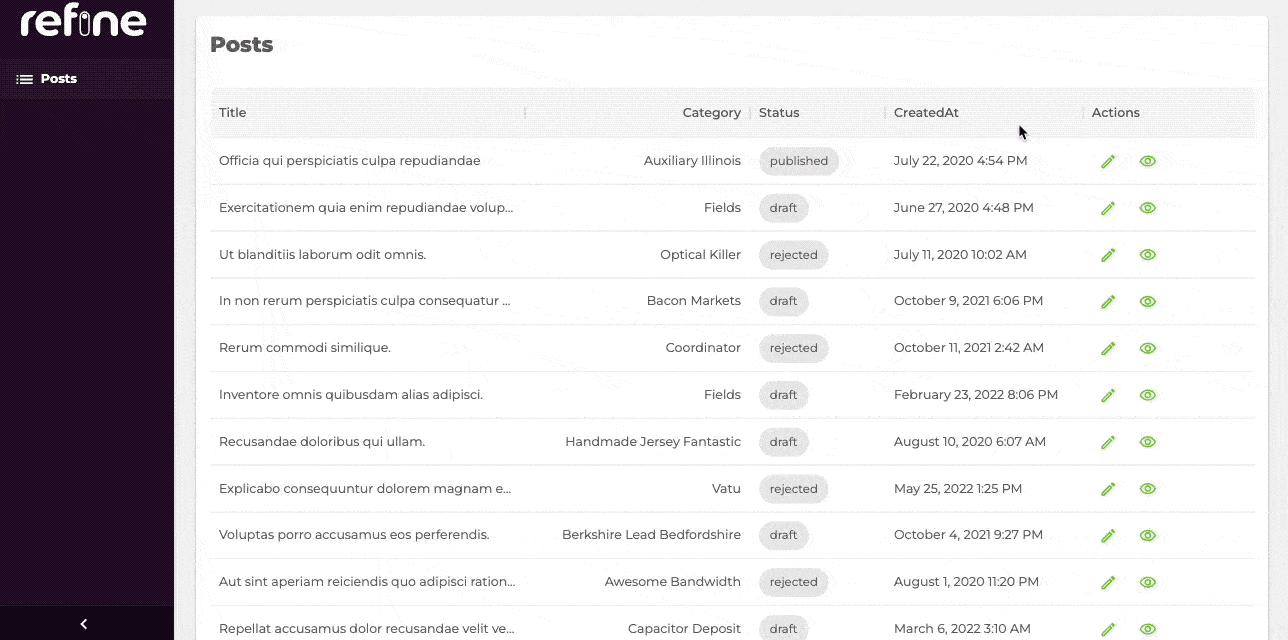 refine
Posts
Posts
Title Category Status CreatedAt Actions
Officia qui perspiciatis culpa repudiandae Auxiliary Illinois published July 22, 2020 4:54 PM
Exercitationem quia enim repudiandae volup... Fields draft June 27, 2020 4:48 PM
Ut blanditiis laborum odit omnis. Optical Killer rejected July 11, 2020 10:02 AM
In non rerum perspiciatis culpa consequatur ... Bacon Markets draft October 9, 2021 6:06 PM
Rerum commodi similique. Coordinator rejected October 11, 2021 2:42 AM
Inventore omnis quibusdam alias adipisci. Fields draft February 23, 2022 8:06 PM
Recusandae doloribus qui ullam. Handmade Jersey Fantastic draft August 10, 2020 6:07 AM
Explicabo consequuntur dolorem magnam e... Vatu rejected May 25, 2022 1:25 PM
Voluptas porro accusamus eos perferendis. Berkshire Lead Bedfordshire draft October 4, 2021 9:27 PM
Aut sint aperiam reiciendis quo adipisci ration... Awesome Bandwidth rejected August 1, 2020 11:20 PM
Repellat accusamus dolor recusandae velit ve... Capacitor Deposit draft March 6, 2022 3:10 AM